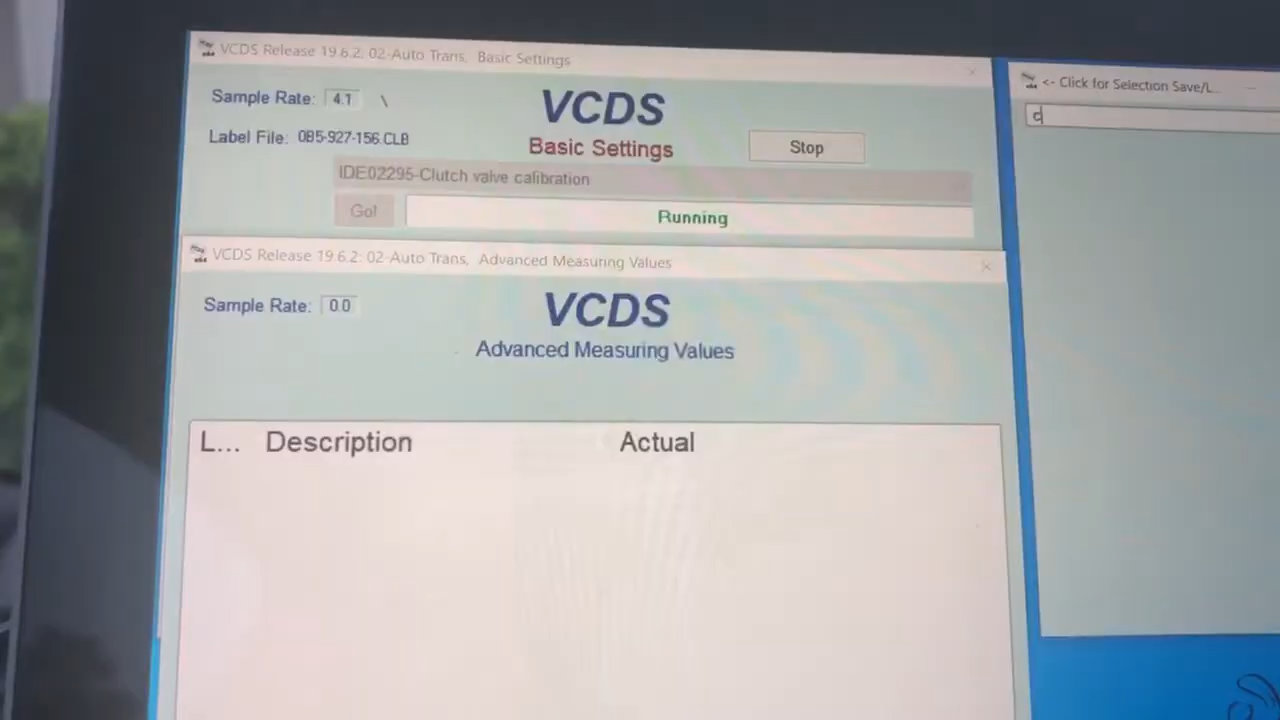 VCDS Release 19.6.2: 02-Auto Trans, Basic Settings
Sample Rate: 4.1 \
VCDS
Label File: 0B5-927-156.CLB
Basic Settings
Stop
IDE02295-Clutch valve calibration
Go!
Running
VCDS Release 19.6.2: 02-Auto Trans, Advanced Measuring Values
Sample Rate: 0.0
VCDS
Advanced Measuring Values
L... Description Actual
<- Click for Selection Save/L...
d